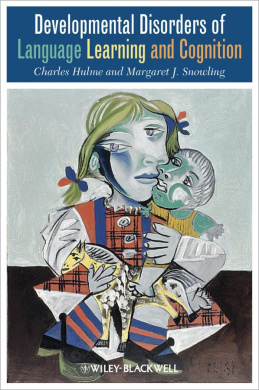 Developmental Disorders of
Language Learning and Cognition
Charles Hulme and Margaret J. Snowling
WILEY-BLACKWELL